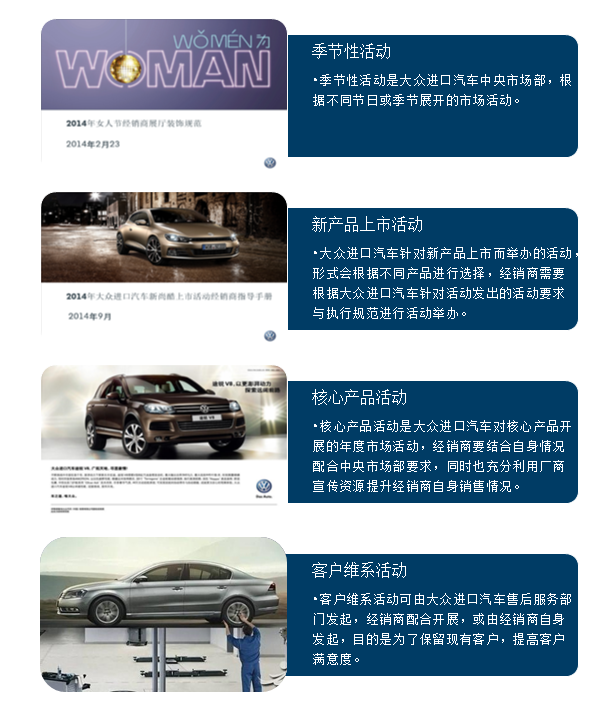 WǑMÉN为
WOMAN
2014年女人节经销商展厅装饰规范
2014年2月23
季节性活动
•季节性活动是大众进口汽车中央市场部，根
据不同节日或季节展开的市场活动。
2014年大众进口汽车新尚酷上市活动经销商指导手册
2014年9月
新产品上市活动
•大众进口汽车针对新产品上市而举办的活动，
形式会根据不同产品进行选择，经销商需要
根据大众进口汽车针对活动发出的活动要求
与执行规范进行活动举办。
途锐 V8，以更澎湃动力
核心产品活动
•核心产品活动是大众进口汽车对核心产品开
展的年度市场活动，经销商要结合自身情况
配合中央市场部要求，同时也充分利用厂商
宣传资源提升经销商自身销售情况。
Das Auto.
客户维系活动
•客户维系活动可由大众进口汽车售后服务部
门发起，经销商配合开展，或由经销商自身
发起，目的是为了保留现有客户，提高客户
满意度。